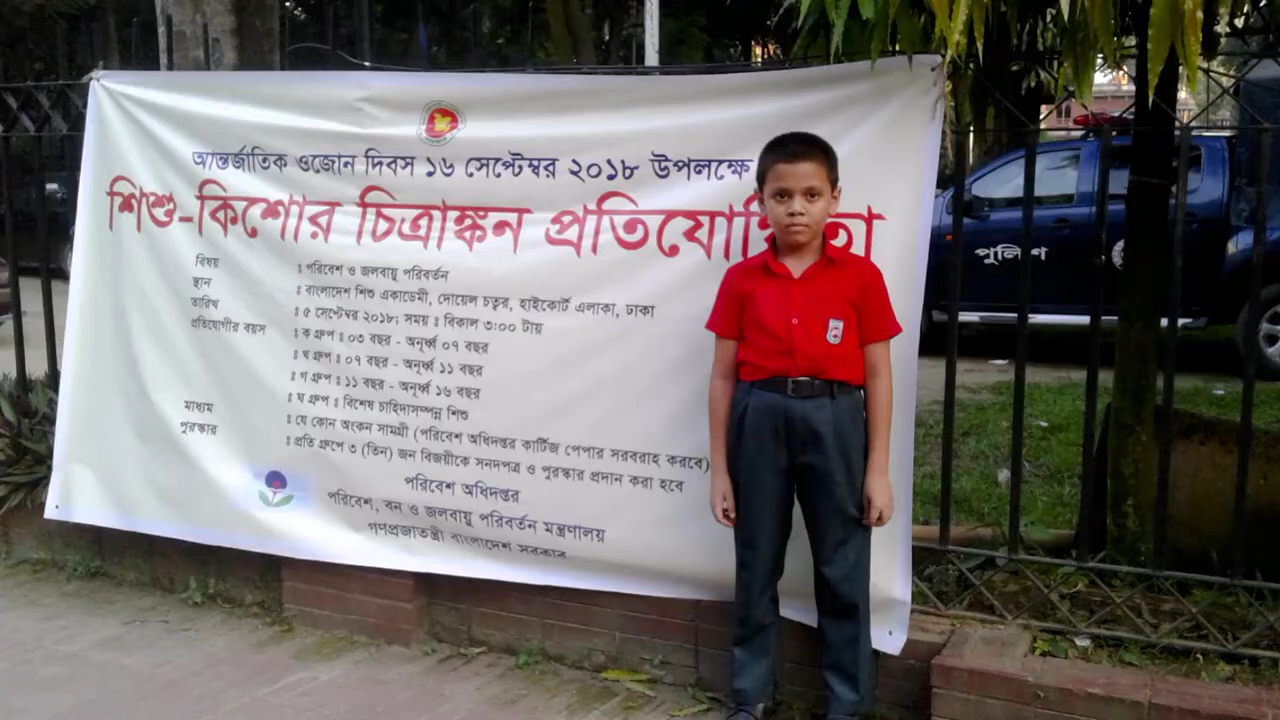 আন্তর্জাতিক ওজোন দিবস ১৬ সেপ্টেম্বর ২০১৮ উপলক্ষে
শিশু-কিশোর চিত্রাঙ্কন প্রতিযোগিতা
বিষয় ঃ পরিবেশ ও জলবায়ু পরিবর্তন
স্থান ঃ বাংলাদেশ শিশু একাডেমী, দোয়েল চত্বর, হাইকোর্ট এলাকা, ঢাকা
তারিখ ঃ ৫ সেপ্টেম্বর ২০১৮; সময় ঃ বিকাল ৩:০০ টায়
প্রতিযোগীর বয়স ঃ ক গ্রুপ ঃ ০৩ বছর - অনূর্ধ্ব ০৭ বছর
ঃ খ গ্রুপ ঃ ০৭ বছর - অনূর্ধ্ব ১১ বছর
ঃ গ গ্রুপ ঃ ১১ বছর - অনূর্ধ্ব ১৬ বছর
ঃ ঘ গ্রুপ ঃ বিশেষ চাহিদাসম্পন্ন শিশু
মাধ্যম ঃ যে কোন অংকন সামগ্রী (পরিবেশ অধিদপ্তর কার্টিজ পেপার সরবরাহ করবে)
পুরস্কার ঃ প্রতি গ্রুপে ৩ (তিন) জন বিজয়ীকে সনদপত্র ও পুরস্কার প্রদান করা হবে
পরিবেশ অধিদপ্তর
পরিবেশ, বন ও জলবায়ু পরিবর্তন মন্ত্রণালয়
গণপ্রজাতন্ত্রী বাংলাদেশ সরকার
পুলিশ